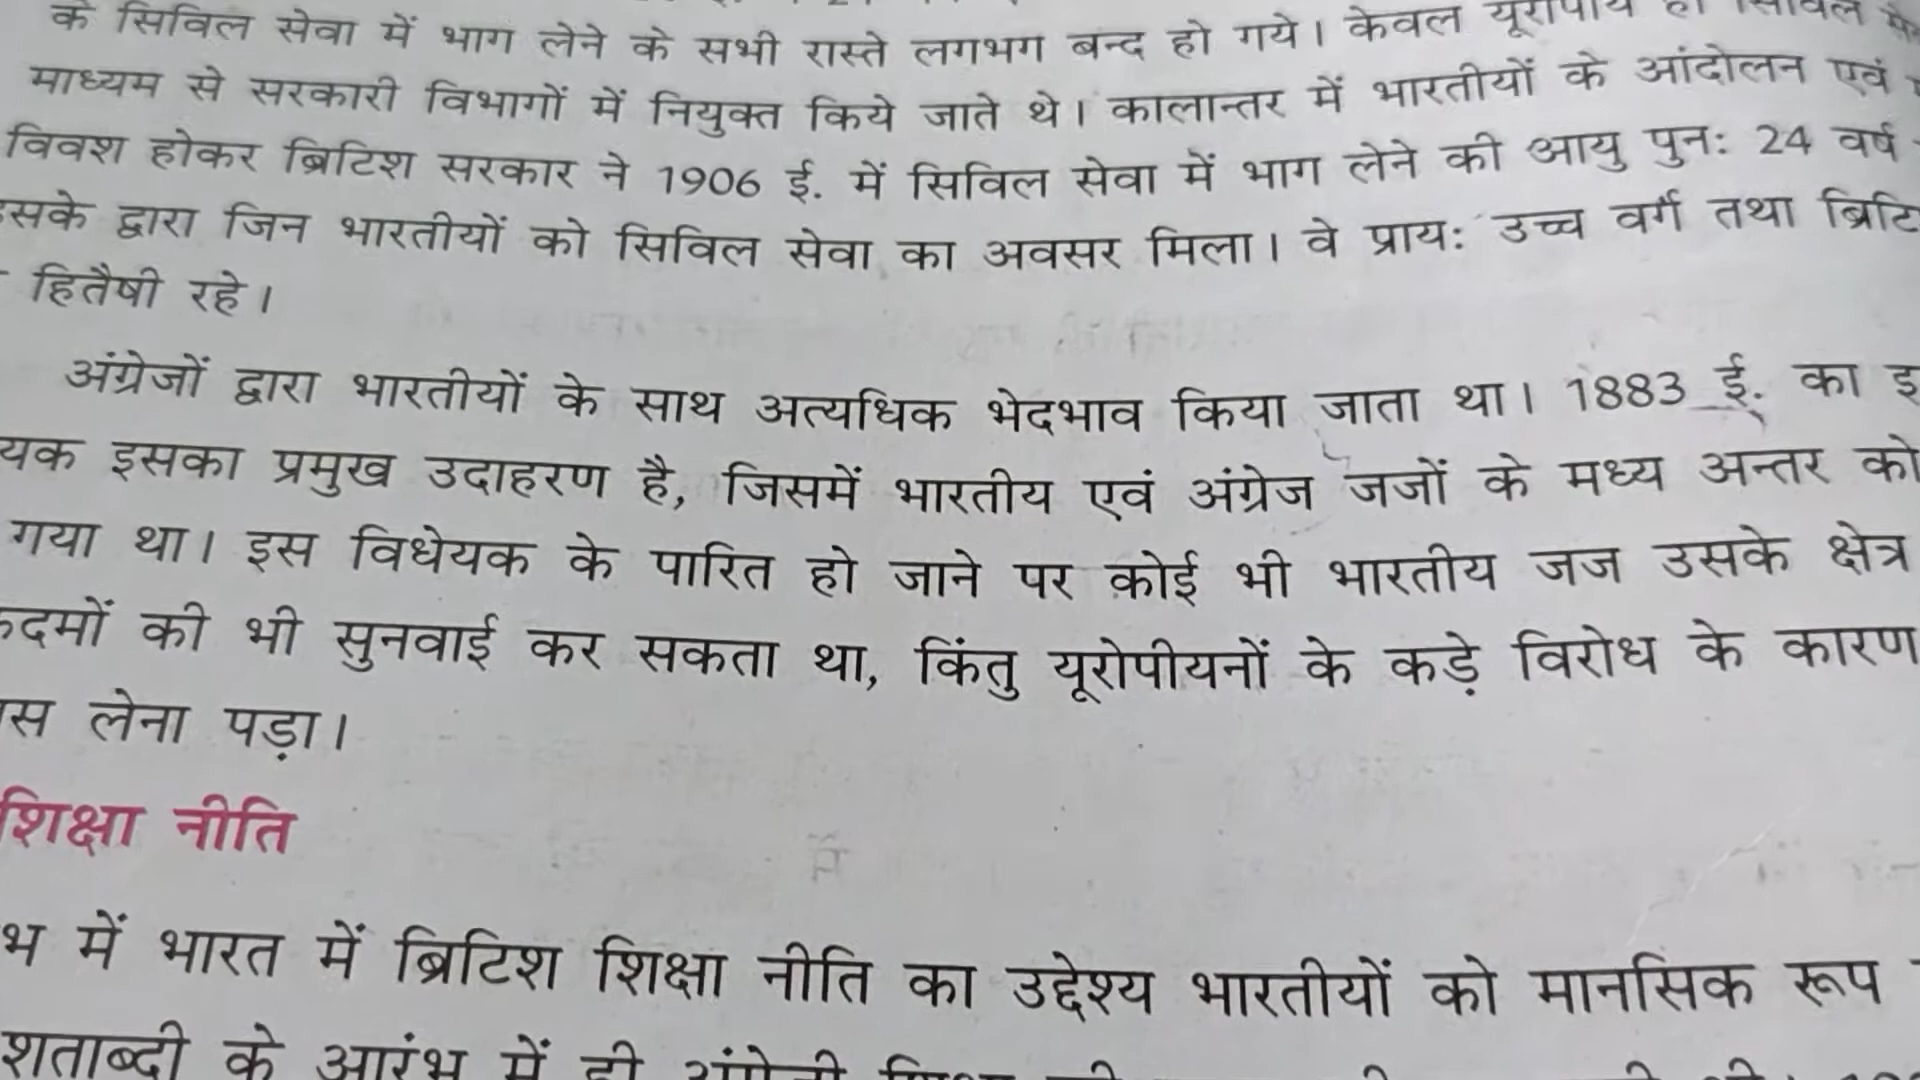 के सिविल सेवा में भाग लेने के सभी रास्ते लगभग बन्द हो गये। केवल यूरोपीय ही सिविल
माध्यम से सरकारी विभागों में नियुक्त किये जाते थे। कालान्तर में भारतीयों के आंदोलन एवं
विवश होकर ब्रिटिश सरकार ने 1906 ई. में सिविल सेवा में भाग लेने की आयु पुन: 24 वर्ष
सके द्वारा जिन भारतीयों को सिविल सेवा का अवसर मिला। वे प्राय: उच्च वर्ग तथा ब्रिटि
हितैषी रहे।
अंग्रेजों द्वारा भारतीयों के साथ अत्यधिक भेदभाव किया जाता था। 1883 ई. का इ
यक इसका प्रमुख उदाहरण है, जिसमें भारतीय एवं अंग्रेज जजों के मध्य अन्तर को
गया था। इस विधेयक के पारित हो जाने पर कोई भी भारतीय जज उसके क्षेत्र
कदमों की भी सुनवाई कर सकता था, किंतु यूरोपीयनों के कड़े विरोध के कारण
स लेना पड़ा।
शिक्षा नीति
भ में भारत में ब्रिटिश शिक्षा नीति का उद्देश्य भारतीयों को मानसिक रूप
शताब्दी के आरंभ में ही